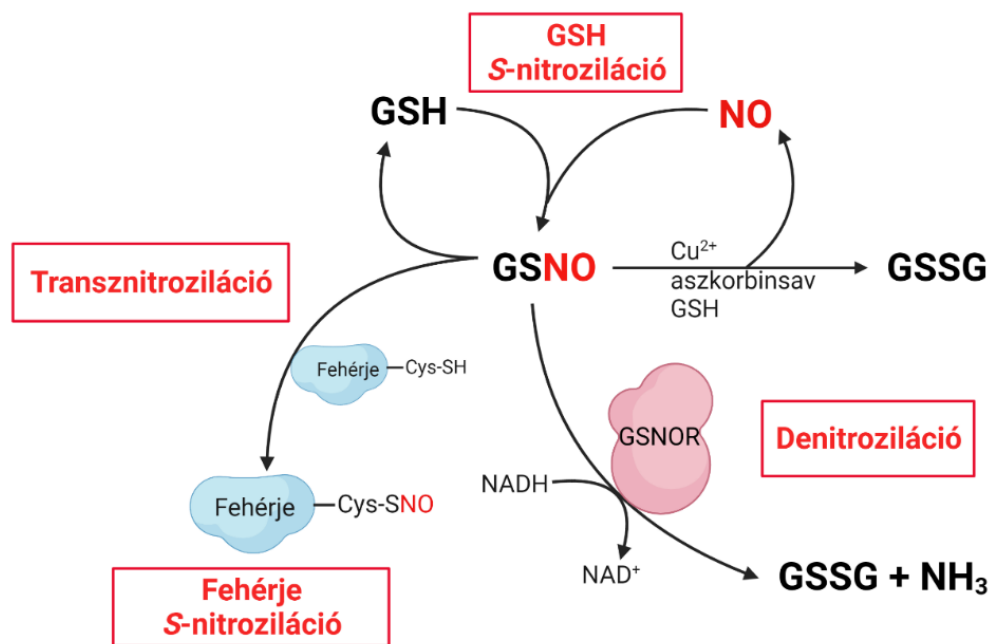 GSH
S-nitroziláció
GSH
NO
Transznitroziláció
GSNO
Cu²⁺
aszkorbinsav
GSH
GSSG
Fehérje
Cys-SH
GSNOR
Denitroziláció
NADH
Fehérje
Cys-SNO
NAD⁺
GSSG + NH₃
Fehérje
S-nitroziláció